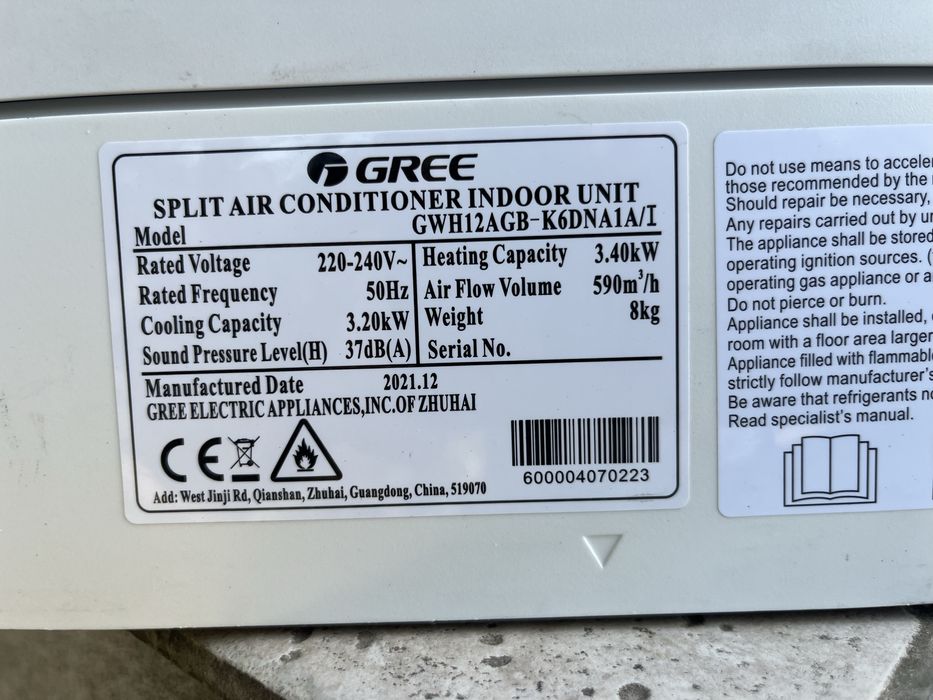 GREE
SPLIT AIR CONDITIONER INDOOR UNIT
Model GWH12AGB-K6DNA1A/I
Rated Voltage 220-240V~
Rated Frequency 50Hz
Cooling Capacity 3.20kW
Sound Pressure Level(H) 37dB(A)
Heating Capacity 3.40kW
Air Flow Volume 590m³/h
Weight 8kg
Serial No.
Manufactured Date 2021.12
GREE ELECTRIC APPLIANCES,INC.OF ZHUHAI
CE
600004070223
Add: West Jinji Rd, Qianshan, Zhuhai, Guangdong, China, 519070
Do not use means to
those recommended by the
Should repair be necessary,
Any repairs carried out by
The appliance shall be stored
operating ignition sources. (
operating gas appliance or
Do not pierce or burn.
Appliance shall be installed,
room with a floor area larger
Appliance filled with
strictly follow manufacturer's
Be aware that refrigerants
Read specialist's manual.